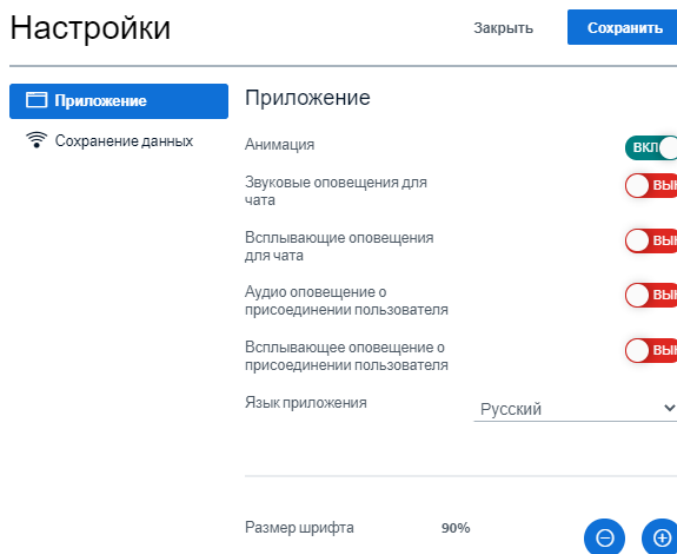 Настройки
Закрыть
Сохранить
Приложение
Сохранение данных
Приложение
Анимация
ВКЛ
Звуковые оповещения для
чата
Всплывающие оповещения
для чата
Аудио оповещение о
присоединении пользователя
Всплывающее оповещение о
присоединении пользователя
Язык приложения
Русский
Размер шрифта
90%